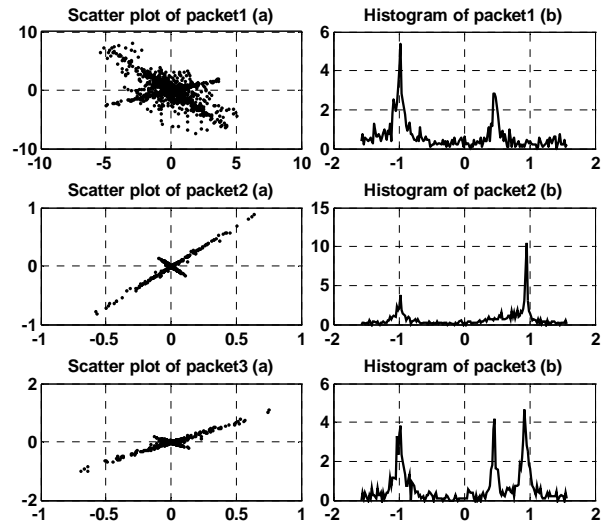 Scatter plot of packet1 (a)
10
0
-10
-10 -5 0 5 10
Histogram of packet1 (b)
6
4
2
0
-2 -1 0 1 2
Scatter plot of packet2 (a)
1
0
-1
-1 -0.5 0 0.5 1
Histogram of packet2 (b)
15
10
5
0
-2 -1 0 1 2
Scatter plot of packet3 (a)
2
0
-2
-1 -0.5 0 0.5 1
Histogram of packet3 (b)
6
4
2
0
-2 -1 0 1 2